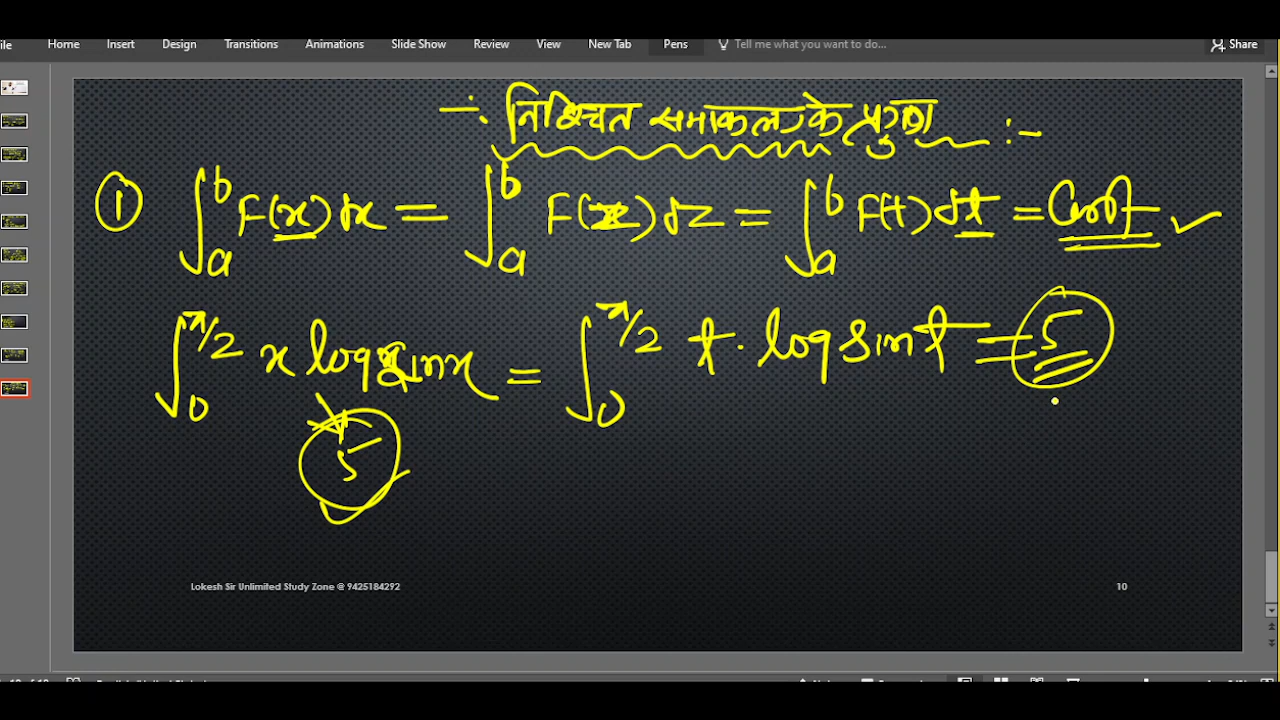 File Home Insert Design Transitions Animations Slide Show Review View New Tab Pens Tell me what you want to do... Share
-: निश्चित समाकलन के प्रगुण :-
① ∫ₐᵇ F(x) dx = ∫ₐᵇ F(z) dz = ∫ₐᵇ F(t) dt = Const ✓
∫₀^π/2 x log sin x = ∫₀^π/2 t · log sin t = 5
5
Lokesh Sir Unlimited Study Zone @ 9425184292 10